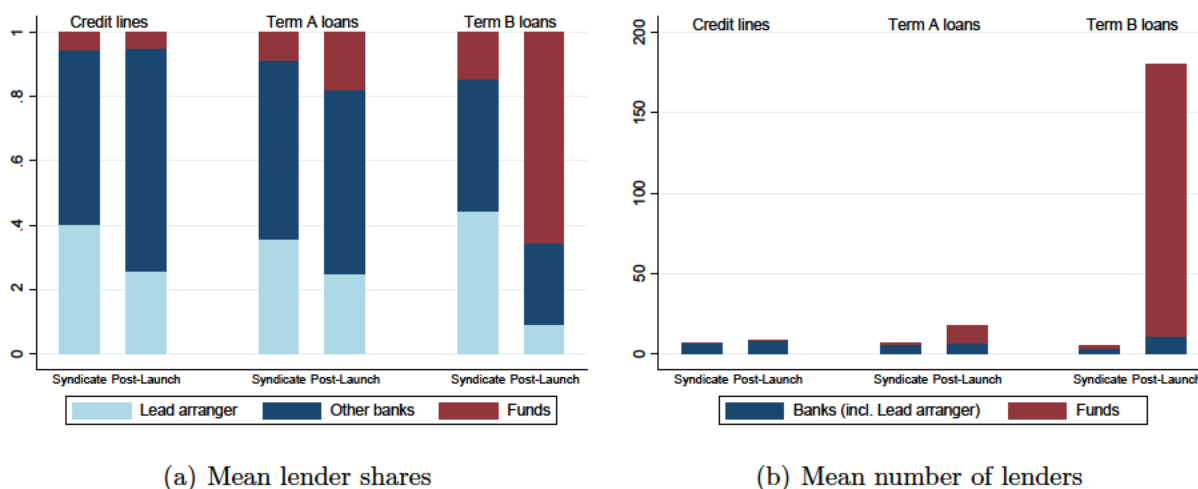 Credit lines Term A loans Term B loans
1
.8
.6
.4
.2
0
Syndicate Post-Launch Syndicate Post-Launch Syndicate Post-Launch
Lead arranger Other banks Funds
(a) Mean lender shares
Credit lines Term A loans Term B loans
200
150
100
50
0
Syndicate Post-Launch Syndicate Post-Launch Syndicate Post-Launch
Banks (incl. Lead arranger) Funds
(b) Mean number of lenders